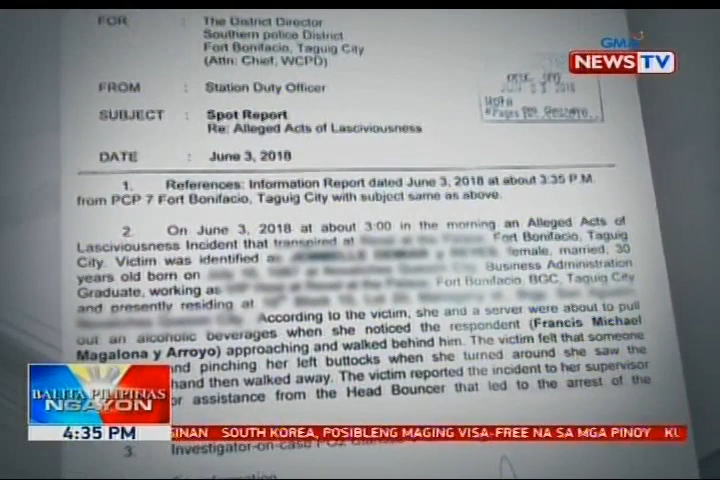 FOR : The District Director
Southern police District
Fort Bonifacio, Taguig City
(Attn: Chief, WCPD)
GMA
NEWS TV
FROM : Station Duty Officer
SUBJECT : Spot Report
Re: Alleged Acts of Lasciviousness
DATE : June 3, 2018
1. References: Information Report dated June 3, 2018 at about 3:35 P.M.
from PCP 7 Fort Bonifacio, Taguig City with subject same as above.
2. On June 3, 2018 at about 3:00 in the morning an Alleged Acts of
Lasciviousness Incident that transpired at Fort Bonifacio, Taguig
City. Victim was identified as female, married, 30
years old born on Business Administration
Graduate, working as Fort Bonifacio, BGC, Taguig City
and presently residing at
According to the victim, she and a server were about to pull
out an alcoholic beverages when she noticed the respondent (Francis Michael
Magalona y Arroyo) approaching and walked behind him. The victim felt that someone
and pinching her left buttocks when she turned around she saw the
hand then walked away. The victim reported the incident to her supervisor
or assistance from the Head Bouncer that led to the arrest of the
BALITA PILIPINAS
NGAYON
4:35 PM
SINAN SOUTH KOREA, POSIBLENG MAGING VISA-FREE NA SA MGA PINOY KU
3. Investigator-on-case